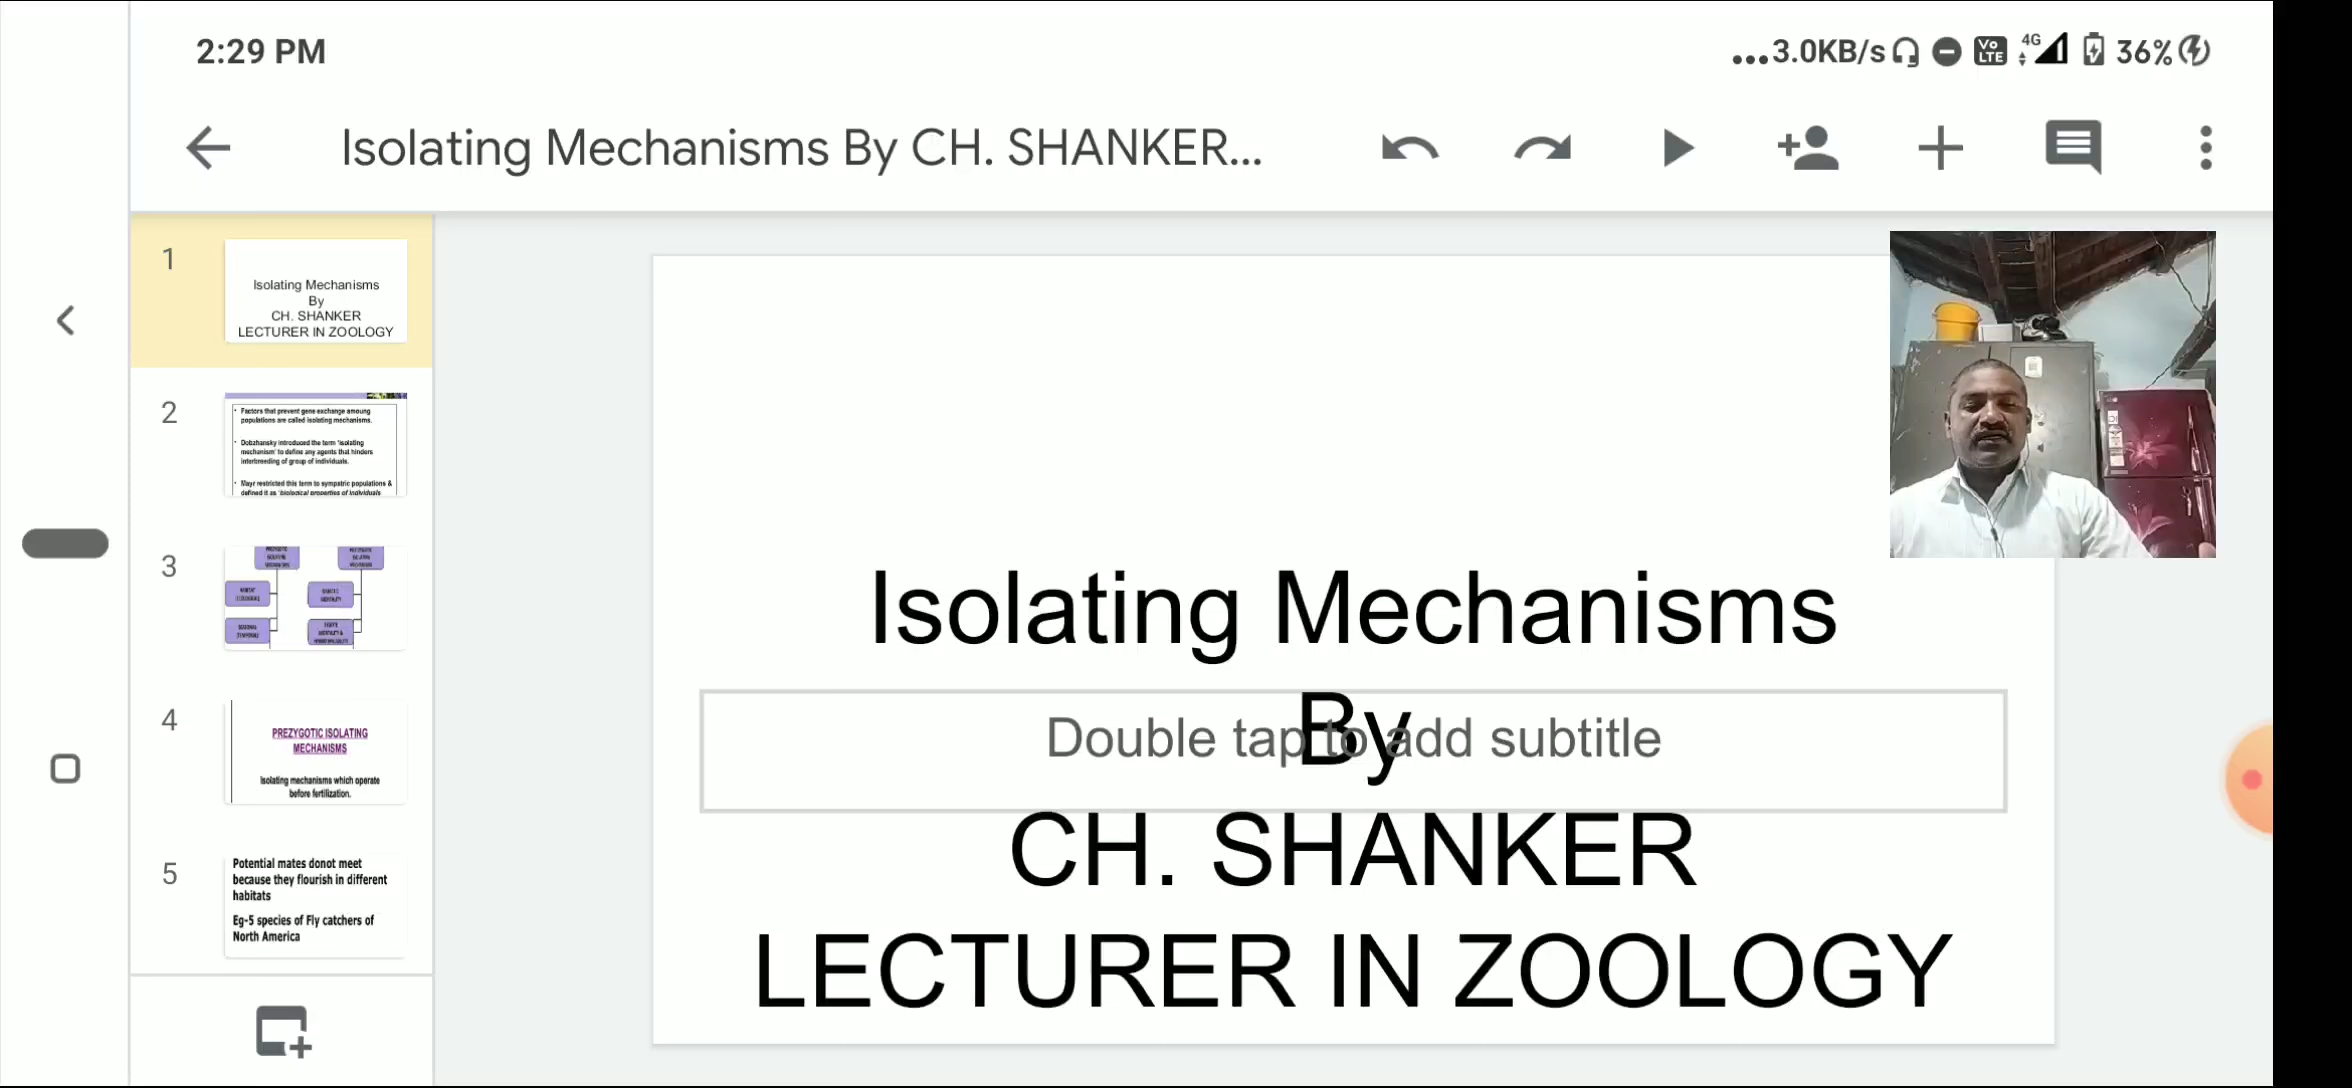 2:29 PM
...3.0KB/s Vo LTE 4G 36%
Isolating Mechanisms By CH. SHANKER...
1
Isolating Mechanisms
By
CH. SHANKER
LECTURER IN ZOOLOGY
2
• Factors that prevent gene exchange amoung
populations are called isolating mechanisms.
• Dobzhansky introduced the term 'isolating
mechanism' to define any agents that hinders
interbreeding of group of individuals.
• Mayr restricted this term to sympatric populations &
defined it as 'biological properties of individuals
3
4
PREZYGOTIC ISOLATING
MECHANISMS
Isolating mechanisms which operate
before fertilization.
5
Potential mates donot meet
because they flourish in different
habitats
Eg-5 species of Fly catchers of
North America
Isolating Mechanisms
By
Double tap to add subtitle
CH. SHANKER
LECTURER IN ZOOLOGY